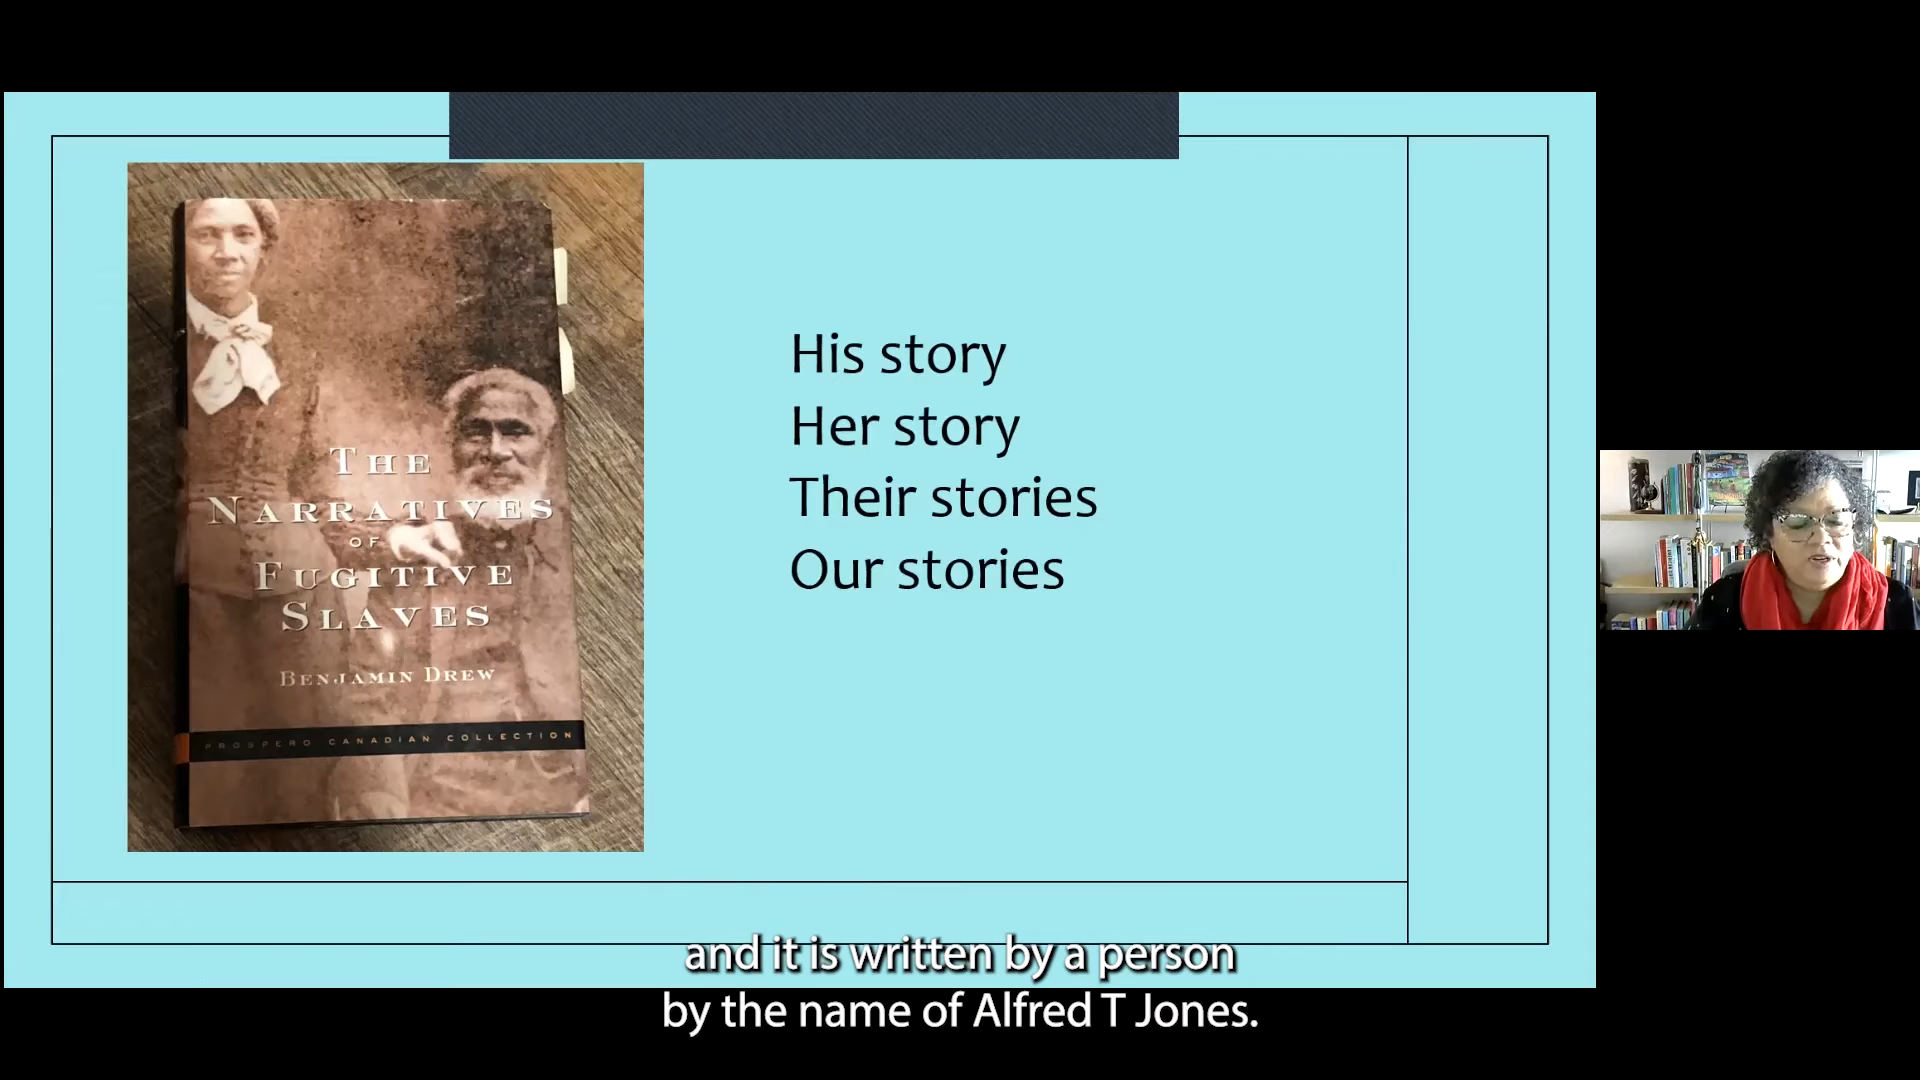 THE
NARRATIVES
OF
FUGITIVE
SLAVES
BENJAMIN DREW
PROSPERO CANADIAN COLLECTION
His story
Her story
Their stories
Our stories
and it is written by a person
by the name of Alfred T Jones.